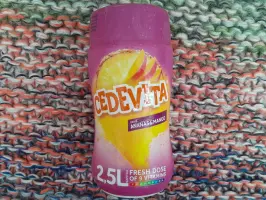 CEDEVITA
ANANAS&MANGO
2,5L
FRESH DOSE
OF 9 VITAMINS